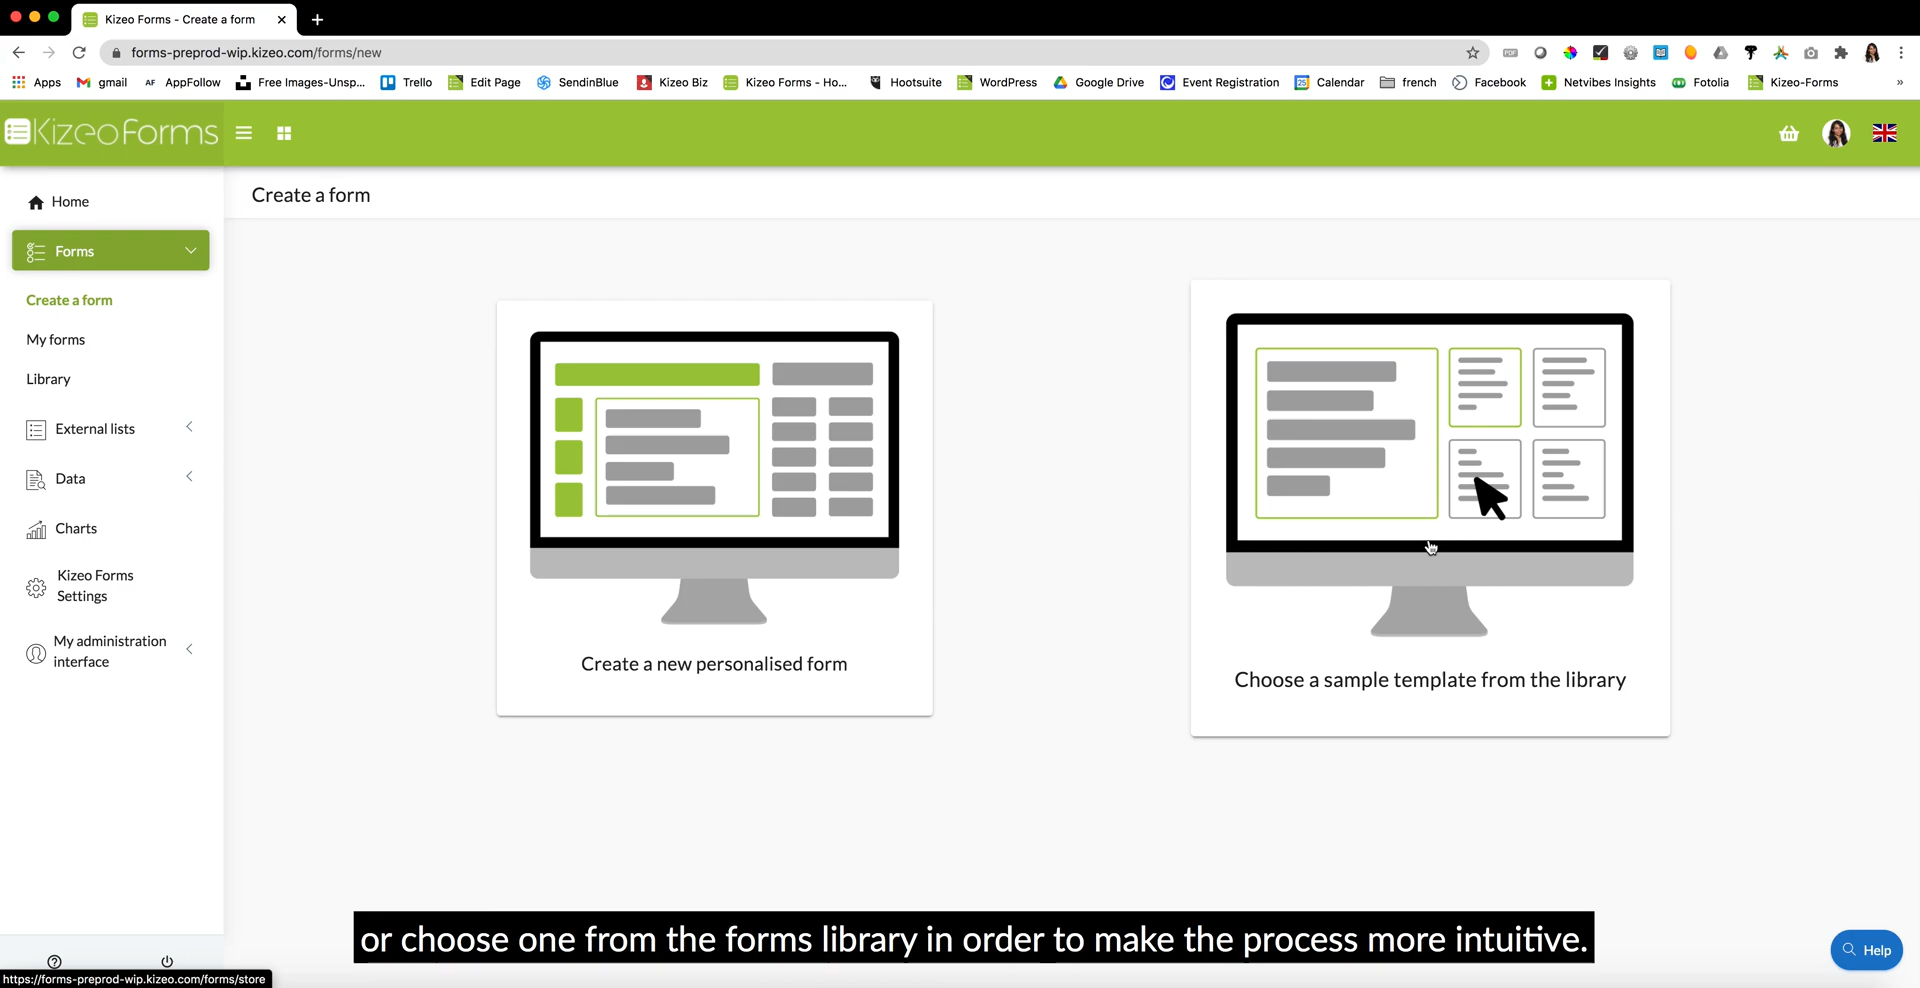 Kizeo Forms - Create a form
forms-preprod-wip.kizeo.com/forms/new
Apps
gmail
AF AppFollow
Free Images-Unsp...
Trello
Edit Page
SendinBlue
Kizeo Biz
Kizeo Forms - Ho...
Hootsuite
WordPress
Google Drive
Event Registration
Calendar
french
Facebook
Netvibes Insights
Fotolia
Kizeo-Forms
»
KizeoForms
Create a form
Home
Forms
Create a form
My forms
Library
External lists
Data
Charts
Kizeo Forms
Settings
My administration
interface
Create a new personalised form
Choose a sample template from the library
or choose one from the forms library in order to make the process more intuitive.
Help
https://forms-preprod-wip.kizeo.com/forms/store